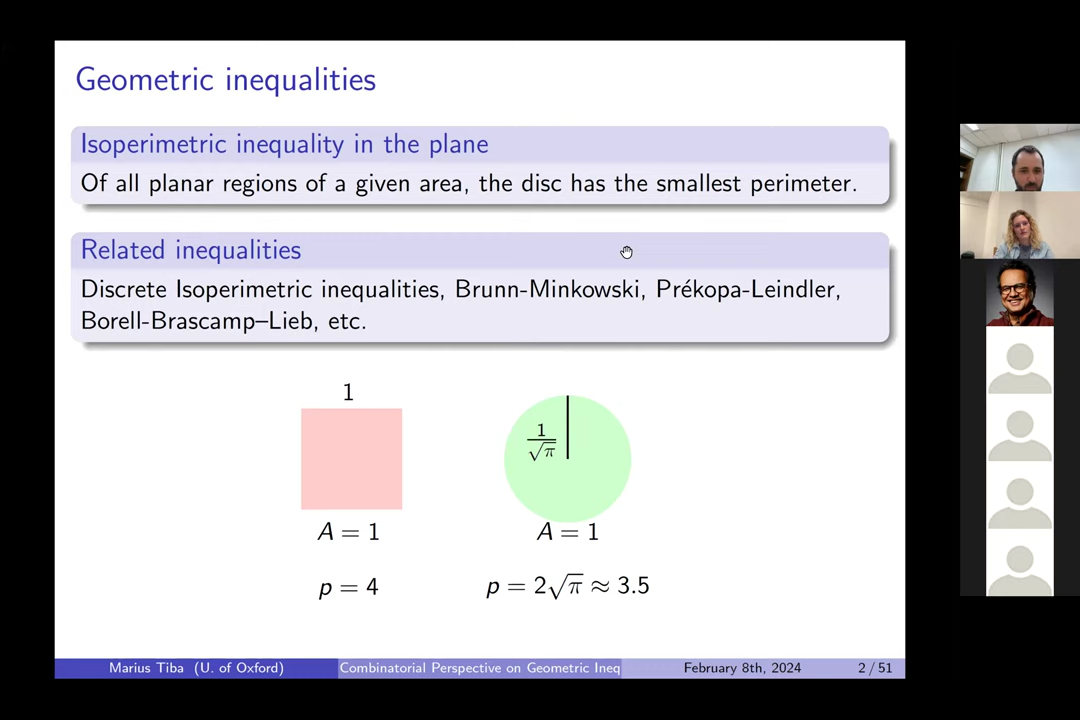 Geometric inequalities
Isoperimetric inequality in the plane
Of all planar regions of a given area, the disc has the smallest perimeter.
Related inequalities
Discrete Isoperimetric inequalities, Brunn-Minkowski, Prékopa-Leindler,
Borell-Brascamp–Lieb, etc.
1
1/√π
A = 1
A = 1
p = 4
p = 2√π ≈ 3.5
Marius Tiba (U. of Oxford)
Combinatorial Perspective on Geometric Ineq
February 8th, 2024
2 / 51